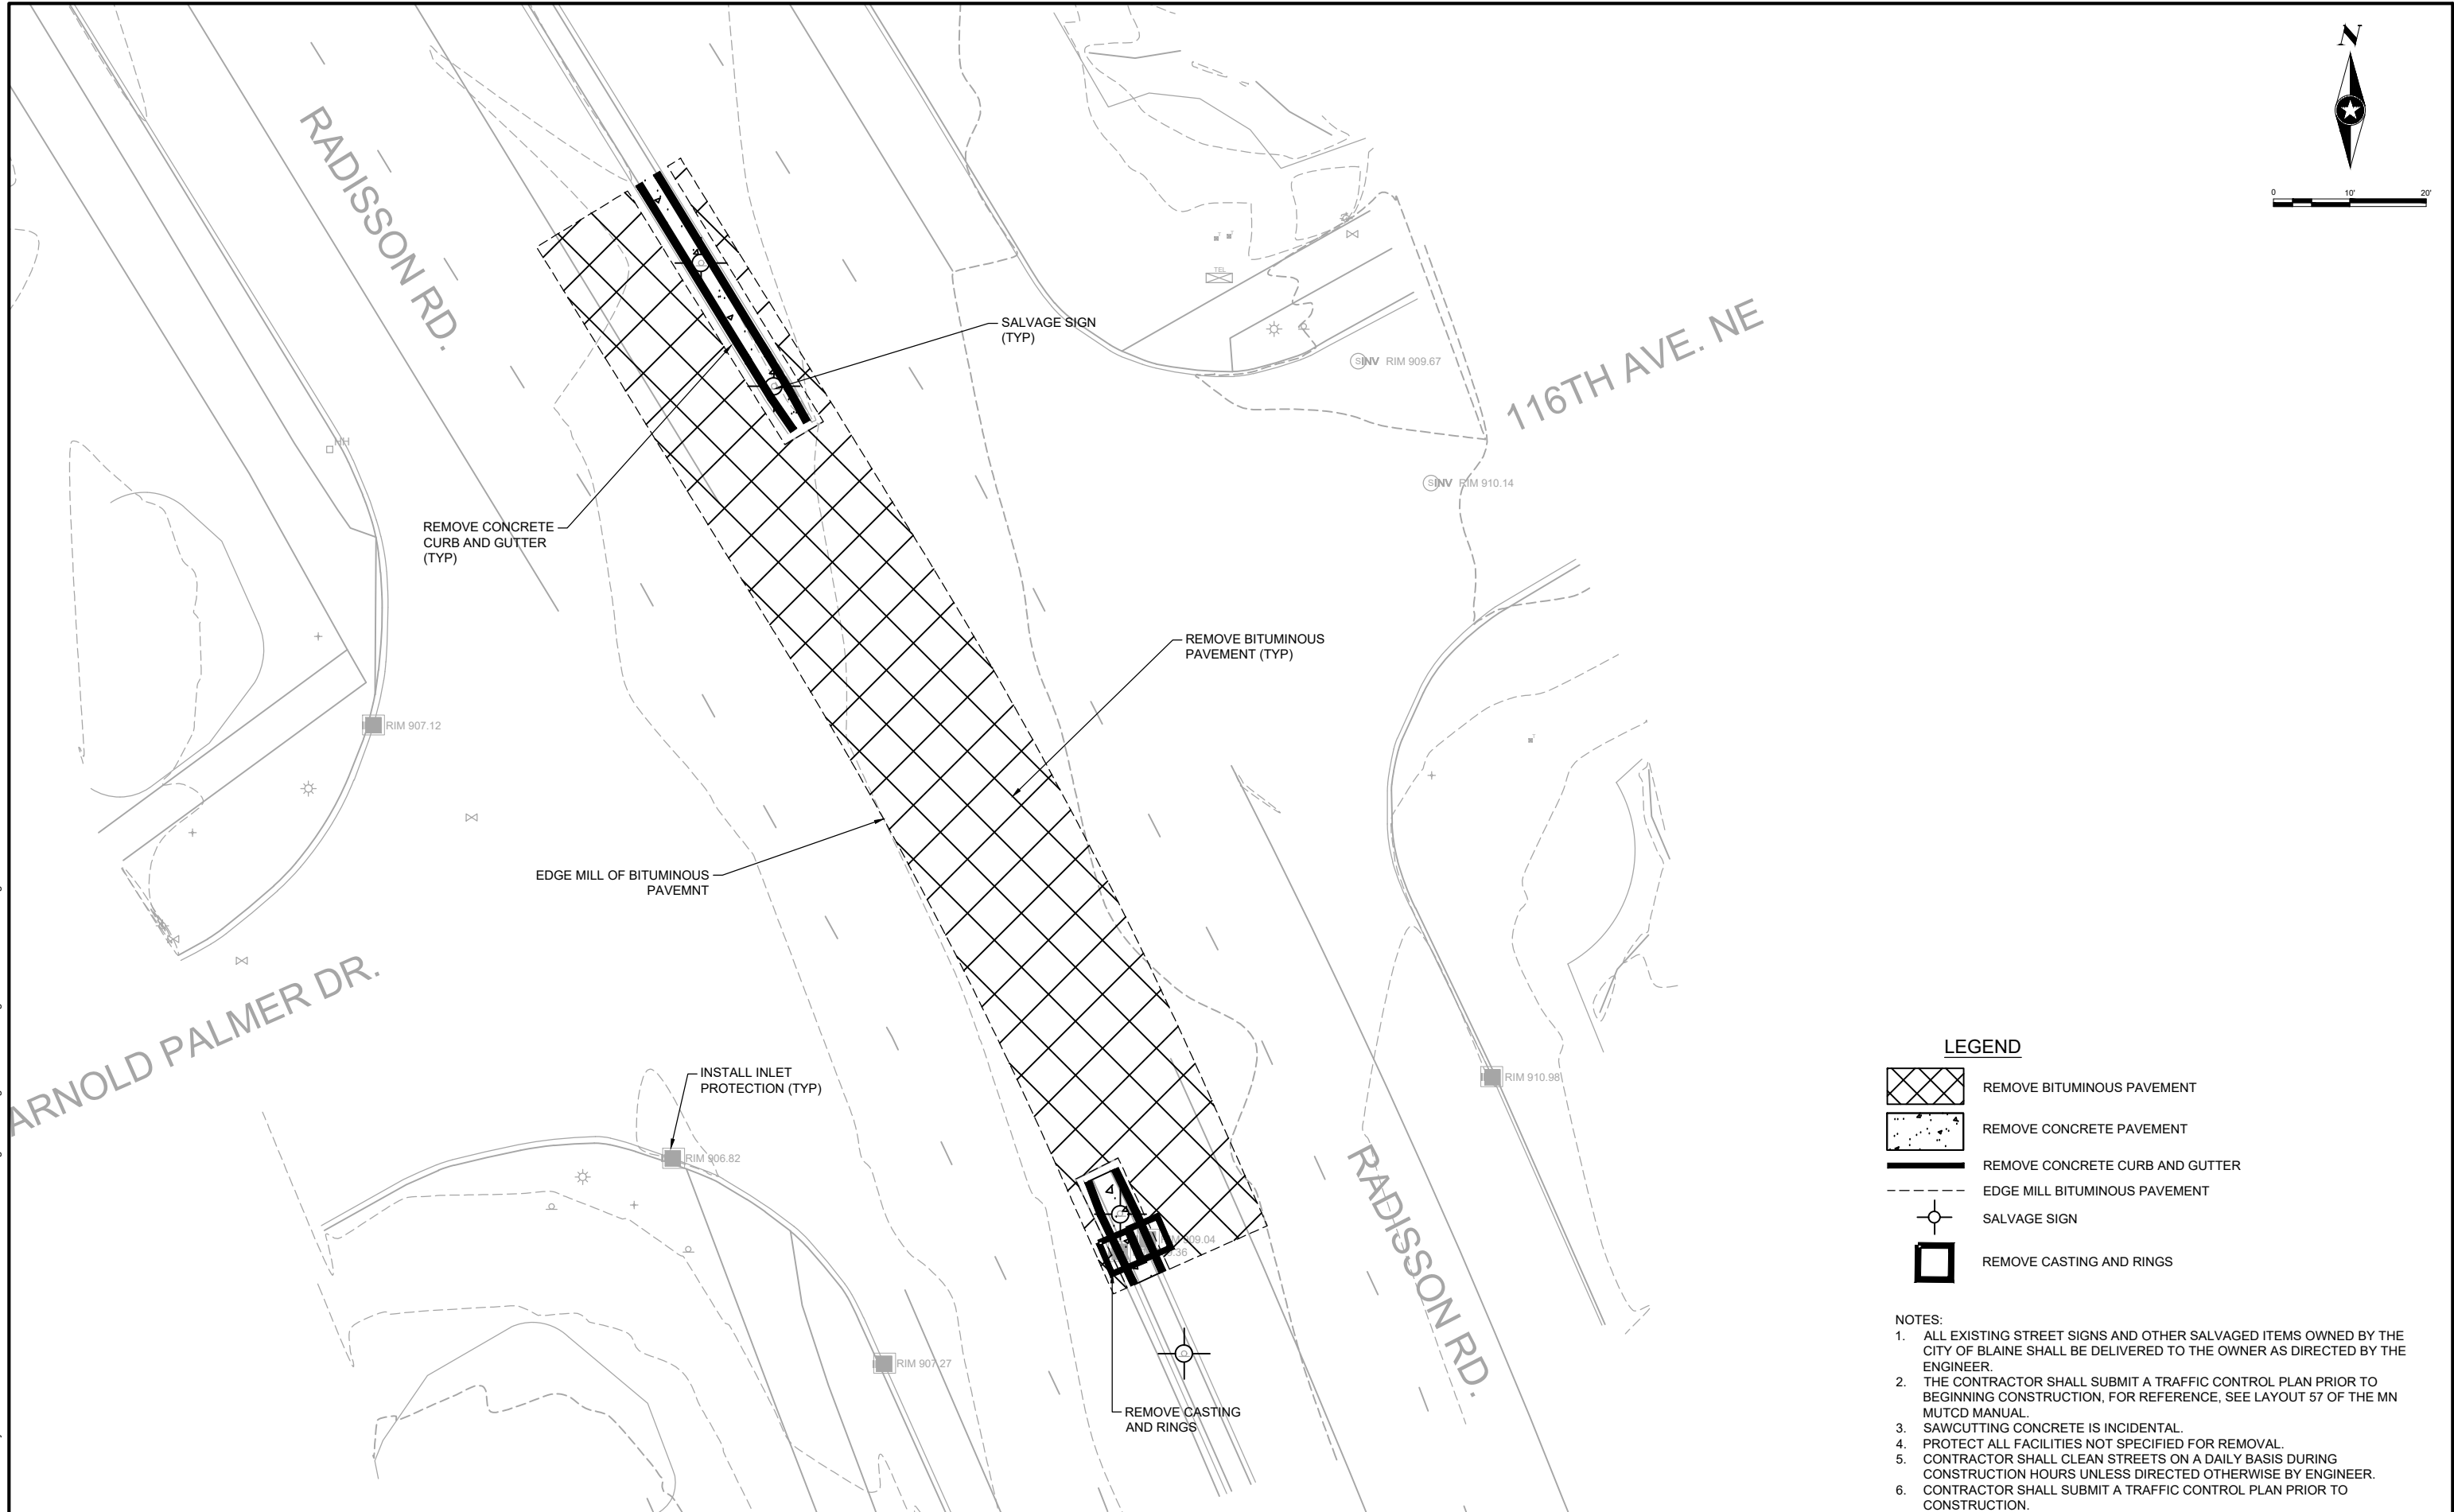 N
0 10' 20'
RADISSON RD.
SALVAGE SIGN
(TYP)
TEL
116TH AVE. NE
INV RIM 909.67
HH
INV RIM 910.14
REMOVE CONCRETE
CURB AND GUTTER
(TYP)
REMOVE BITUMINOUS
PAVEMENT (TYP)
RIM 907.12
EDGE MILL OF BITUMINOUS
PAVEMNT
ARNOLD PALMER DR.
INSTALL INLET
PROTECTION (TYP)
RIM 906.82
RIM 910.98
RADISSON RD.
RIM 907.27
REMOVE CASTING
AND RINGS
LEGEND
REMOVE BITUMINOUS PAVEMENT
REMOVE CONCRETE PAVEMENT
REMOVE CONCRETE CURB AND GUTTER
EDGE MILL BITUMINOUS PAVEMENT
SALVAGE SIGN
REMOVE CASTING AND RINGS
NOTES:
1. ALL EXISTING STREET SIGNS AND OTHER SALVAGED ITEMS OWNED BY THE
CITY OF BLAINE SHALL BE DELIVERED TO THE OWNER AS DIRECTED BY THE
ENGINEER.
2. THE CONTRACTOR SHALL SUBMIT A TRAFFIC CONTROL PLAN PRIOR TO
BEGINNING CONSTRUCTION, FOR REFERENCE, SEE LAYOUT 57 OF THE MN
MUTCD MANUAL.
3. SAWCUTTING CONCRETE IS INCIDENTAL.
4. PROTECT ALL FACILITIES NOT SPECIFIED FOR REMOVAL.
5. CONTRACTOR SHALL CLEAN STREETS ON A DAILY BASIS DURING
CONSTRUCTION HOURS UNLESS DIRECTED OTHERWISE BY ENGINEER.
6. CONTRACTOR SHALL SUBMIT A TRAFFIC CONTROL PLAN PRIOR TO
CONSTRUCTION.